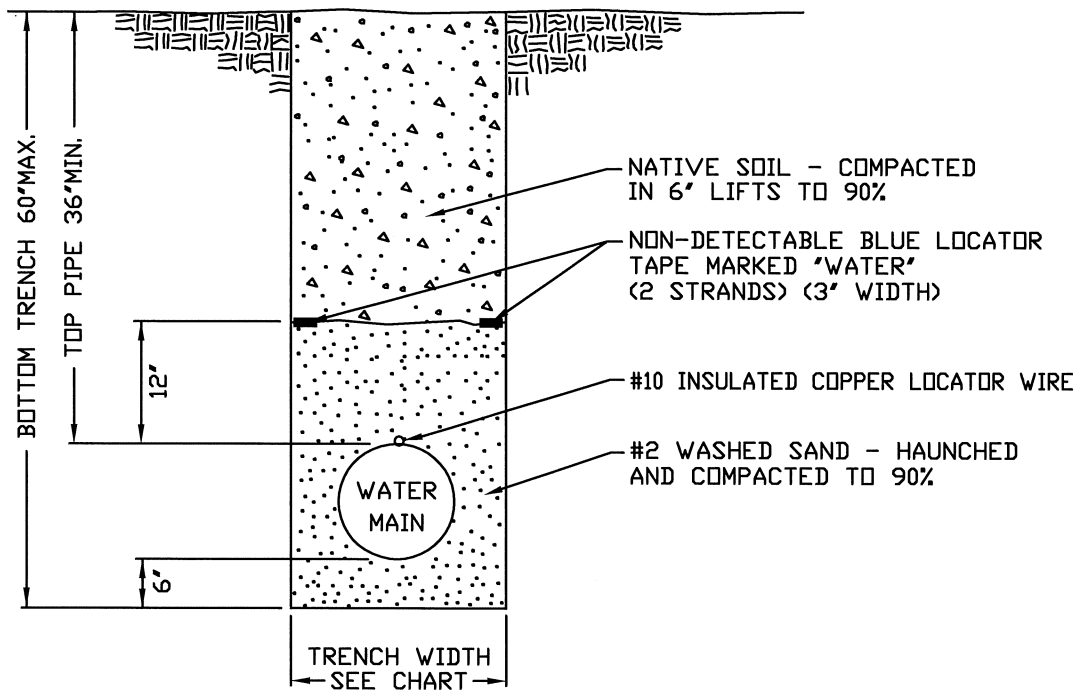 BOTTOM TRENCH 60"MAX.
TOP PIPE 36"MIN.
12"
6"
NATIVE SOIL - COMPACTED
IN 6" LIFTS TO 90%
NON-DETECTABLE BLUE LOCATOR
TAPE MARKED "WATER"
(2 STRANDS) (3" WIDTH)
#10 INSULATED COPPER LOCATOR WIRE
#2 WASHED SAND - HAUNCHED
AND COMPACTED TO 90%
WATER
MAIN
TRENCH WIDTH
SEE CHART